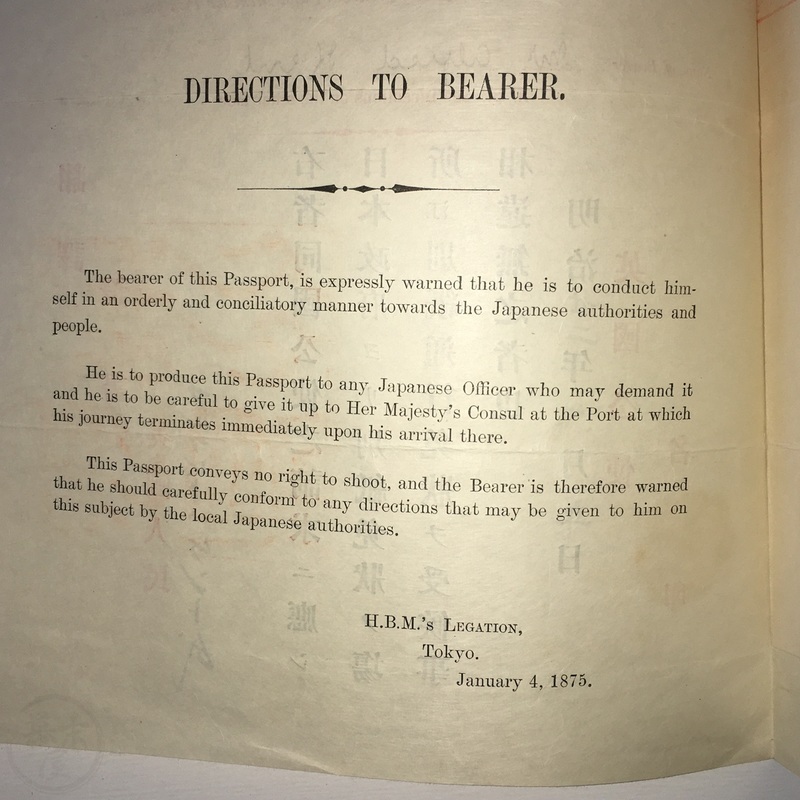 DIRECTIONS TO BEARER.
The bearer of this Passport, is expressly warned that he is to conduct him-
self in an orderly and conciliatory manner towards the Japanese authorities and
people.
He is to produce this Passport to any Japanese Officer who may demand it
and he is to be careful to give it up to Her Majesty's Consul at the Port at which
his journey terminates immediately upon his arrival there.
This Passport conveys no right to shoot, and the Bearer is therefore warned
that he should carefully conform to any directions that may be given to him on
this subject by the local Japanese authorities.
H.B.M.'s LEGATION,
Tokyo.
January 4, 1875.